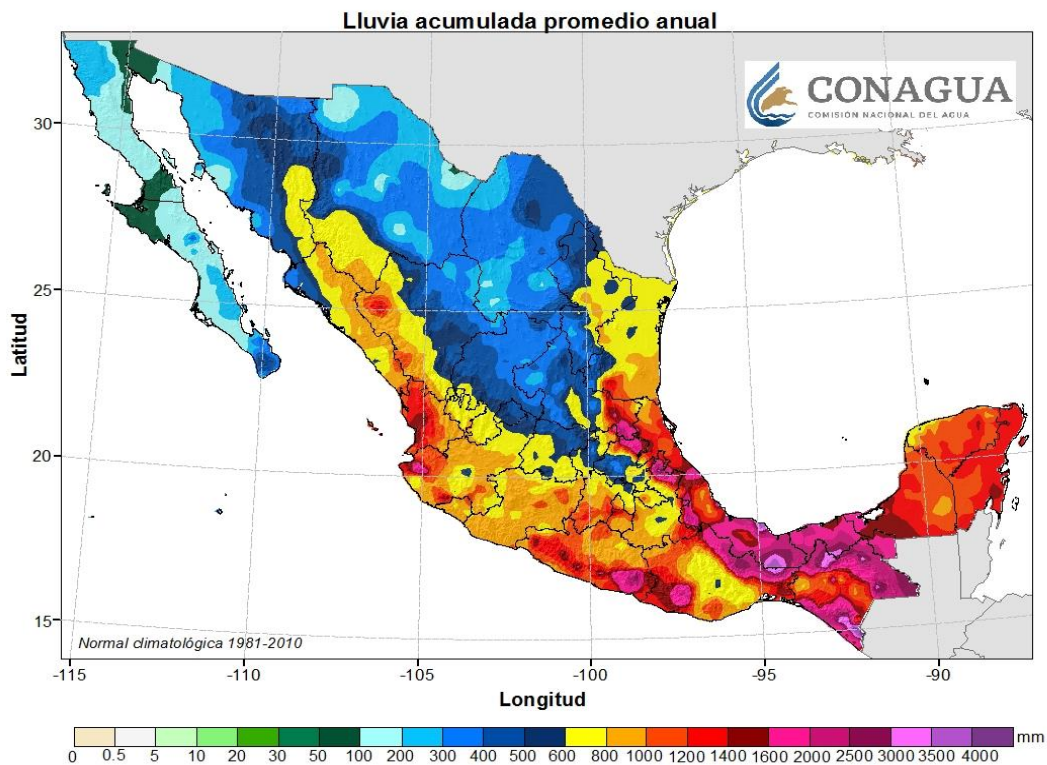 Lluvia acumulada promedio anual
CONAGUA
COMISIÓN NACIONAL DEL AGUA
Latitud
30
25
20
15
Normal climatológica 1981-2010
-115 -110 -105 -100 -95 -90
Longitud
mm
0 0.5 5 10 20 30 50 100 200 300 400 500 600 800 1000 1200 1400 1600 2000 2500 3000 3500 4000